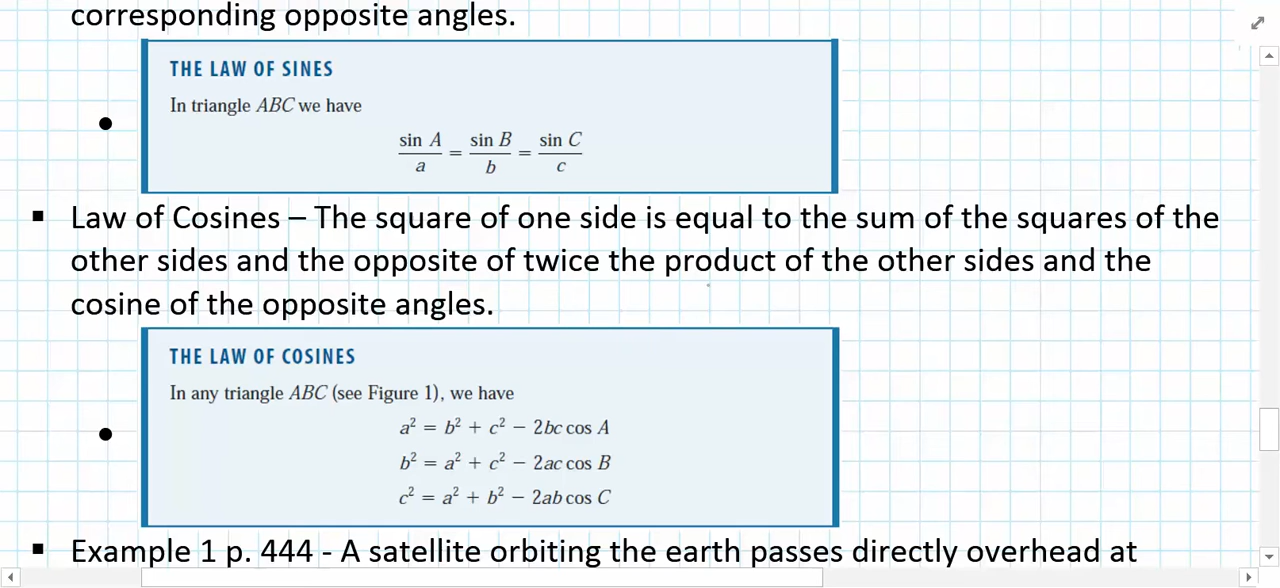 corresponding opposite angles.
THE LAW OF SINES
In triangle ABC we have
sin A / a = sin B / b = sin C / c
▪ Law of Cosines – The square of one side is equal to the sum of the squares of the
other sides and the opposite of twice the product of the other sides and the
cosine of the opposite angles.
THE LAW OF COSINES
In any triangle ABC (see Figure 1), we have
a² = b² + c² − 2bc cos A
b² = a² + c² − 2ac cos B
c² = a² + b² − 2ab cos C
▪ Example 1 p. 444 - A satellite orbiting the earth passes directly overhead at